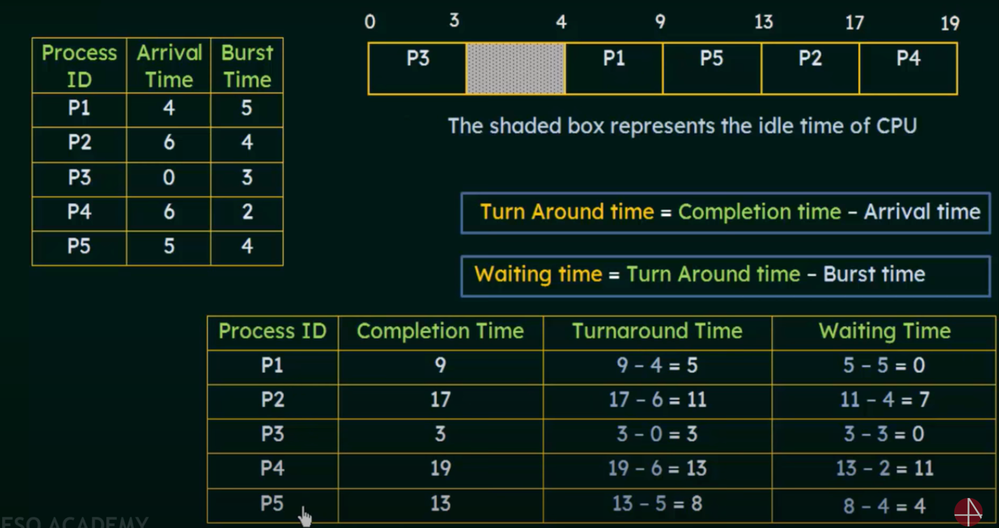 0 3 4 9 13 17 19
P3 P1 P5 P2 P4
The shaded box represents the idle time of CPU
Process ID Arrival Time Burst Time
P1 4 5
P2 6 4
P3 0 3
P4 6 2
P5 5 4
Turn Around time = Completion time – Arrival time
Waiting time = Turn Around time – Burst time
Process ID Completion Time Turnaround Time Waiting Time
P1 9 9 – 4 = 5 5 – 5 = 0
P2 17 17 – 6 = 11 11 – 4 = 7
P3 3 3 – 0 = 3 3 – 3 = 0
P4 19 19 – 6 = 13 13 – 2 = 11
P5 13 13 – 5 = 8 8 – 4 = 4
ESO ACADEMY